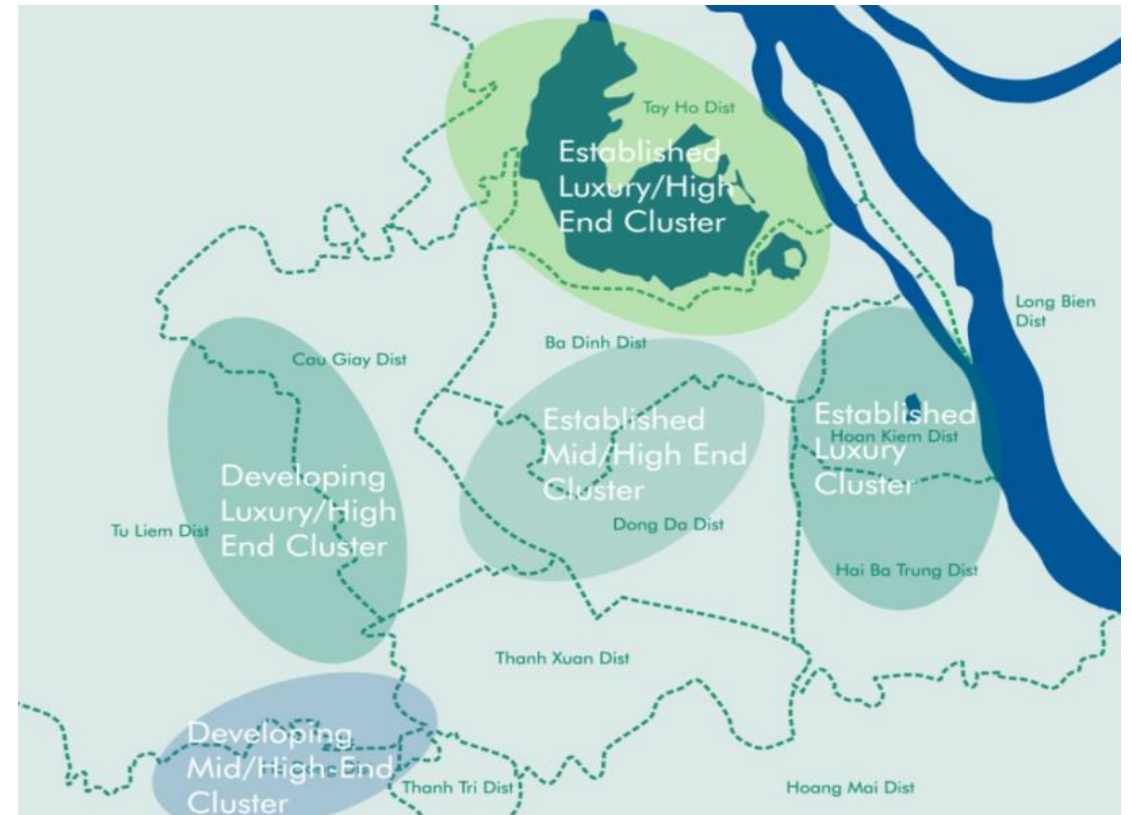 Tay Ho Dist
Established
Luxury/High
End Cluster
Long Bien
Dist
Ba Dinh Dist
Cau Giay Dist
Established
Mid/High End
Cluster
Established
Luxury
Cluster
Hoan Kiem Dist
Developing
Luxury/High
End Cluster
Tu Liem Dist
Dong Da Dist
Hai Ba Trung Dist
Thanh Xuan Dist
Developing
Mid/High-End
Cluster
Thanh Tri Dist
Hoang Mai Dist